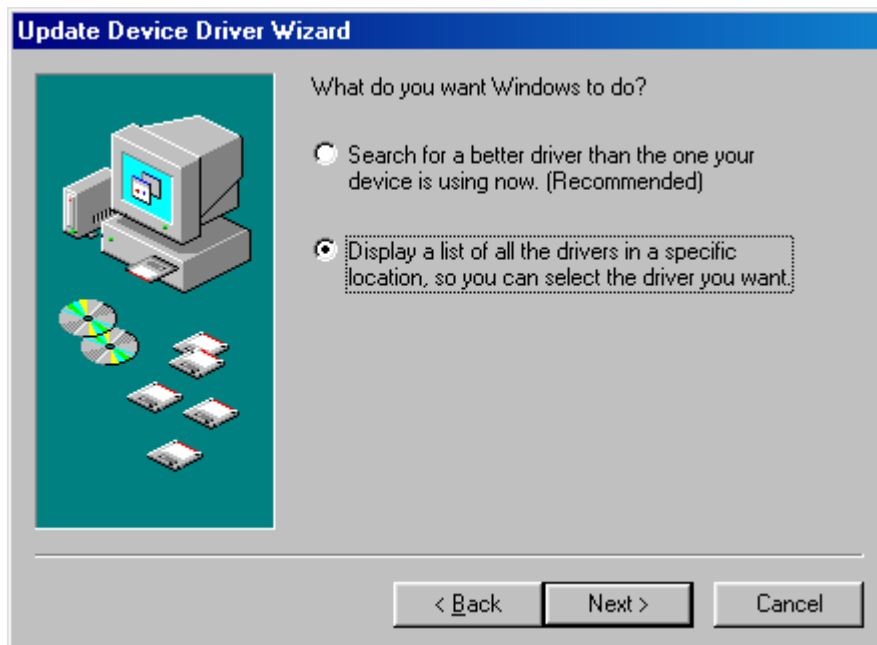 Update Device Driver Wizard
What do you want Windows to do?
Search for a better driver than the one your
device is using now. (Recommended)
Display a list of all the drivers in a specific
location, so you can select the driver you want.
< Back
Next >
Cancel